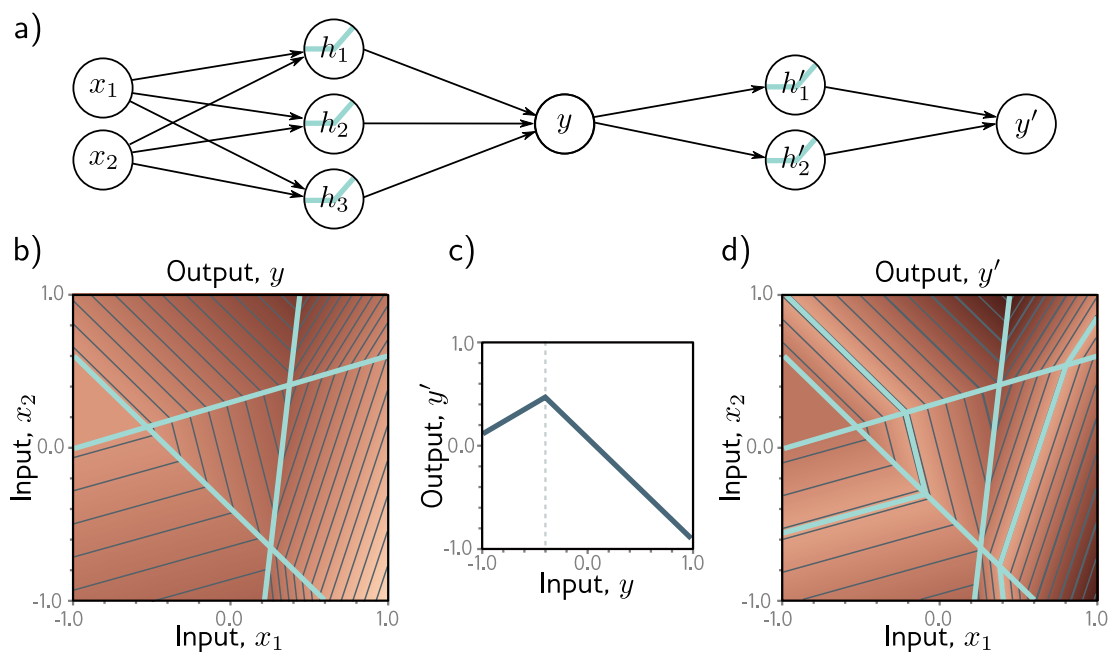 a)
x₁
x₂
h₁
h₂
h₃
y
h′₁
h′₂
y′
b)
Output, y
1.0
0.0
-1.0
Input, x₂
-1.0 0.0 1.0
Input, x₁
c)
1.0
0.0
-1.0
Output, y′
-1.0 0.0 1.0
Input, y
d)
Output, y′
1.0
0.0
-1.0
Input, x₂
-1.0 0.0 1.0
Input, x₁